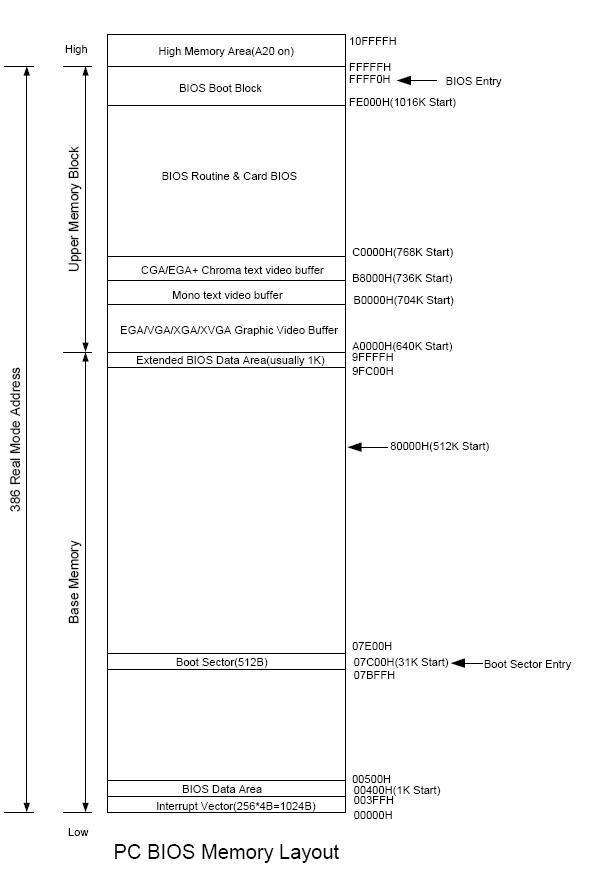 10FFFFH
High
High Memory Area(A20 on)
FFFFFH
FFFF0H
BIOS Entry
BIOS Boot Block
FE000H(1016K Start)
Upper Memory Block
BIOS Routine & Card BIOS
C0000H(768K Start)
CGA/EGA+ Chroma text video buffer
B8000H(736K Start)
Mono text video buffer
B0000H(704K Start)
EGA/VGA/XGA/XVGA Graphic Video Buffer
A0000H(640K Start)
9FFFFH
Extended BIOS Data Area(usually 1K)
9FC00H
386 Real Mode Address
80000H(512K Start)
Base Memory
07E00H
Boot Sector(512B)
07C00H(31K Start)
Boot Sector Entry
07BFFH
00500H
BIOS Data Area
00400H(1K Start)
003FFH
Interrupt Vector(256*4B=1024B)
00000H
Low
PC BIOS Memory Layout